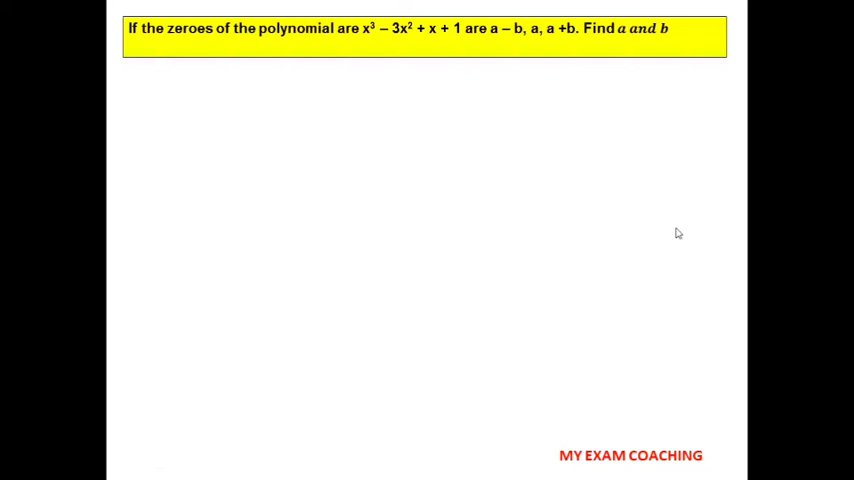 If the zeroes of the polynomial are x³ – 3x² + x + 1 are a – b, a, a +b. Find a and b
MY EXAM COACHING